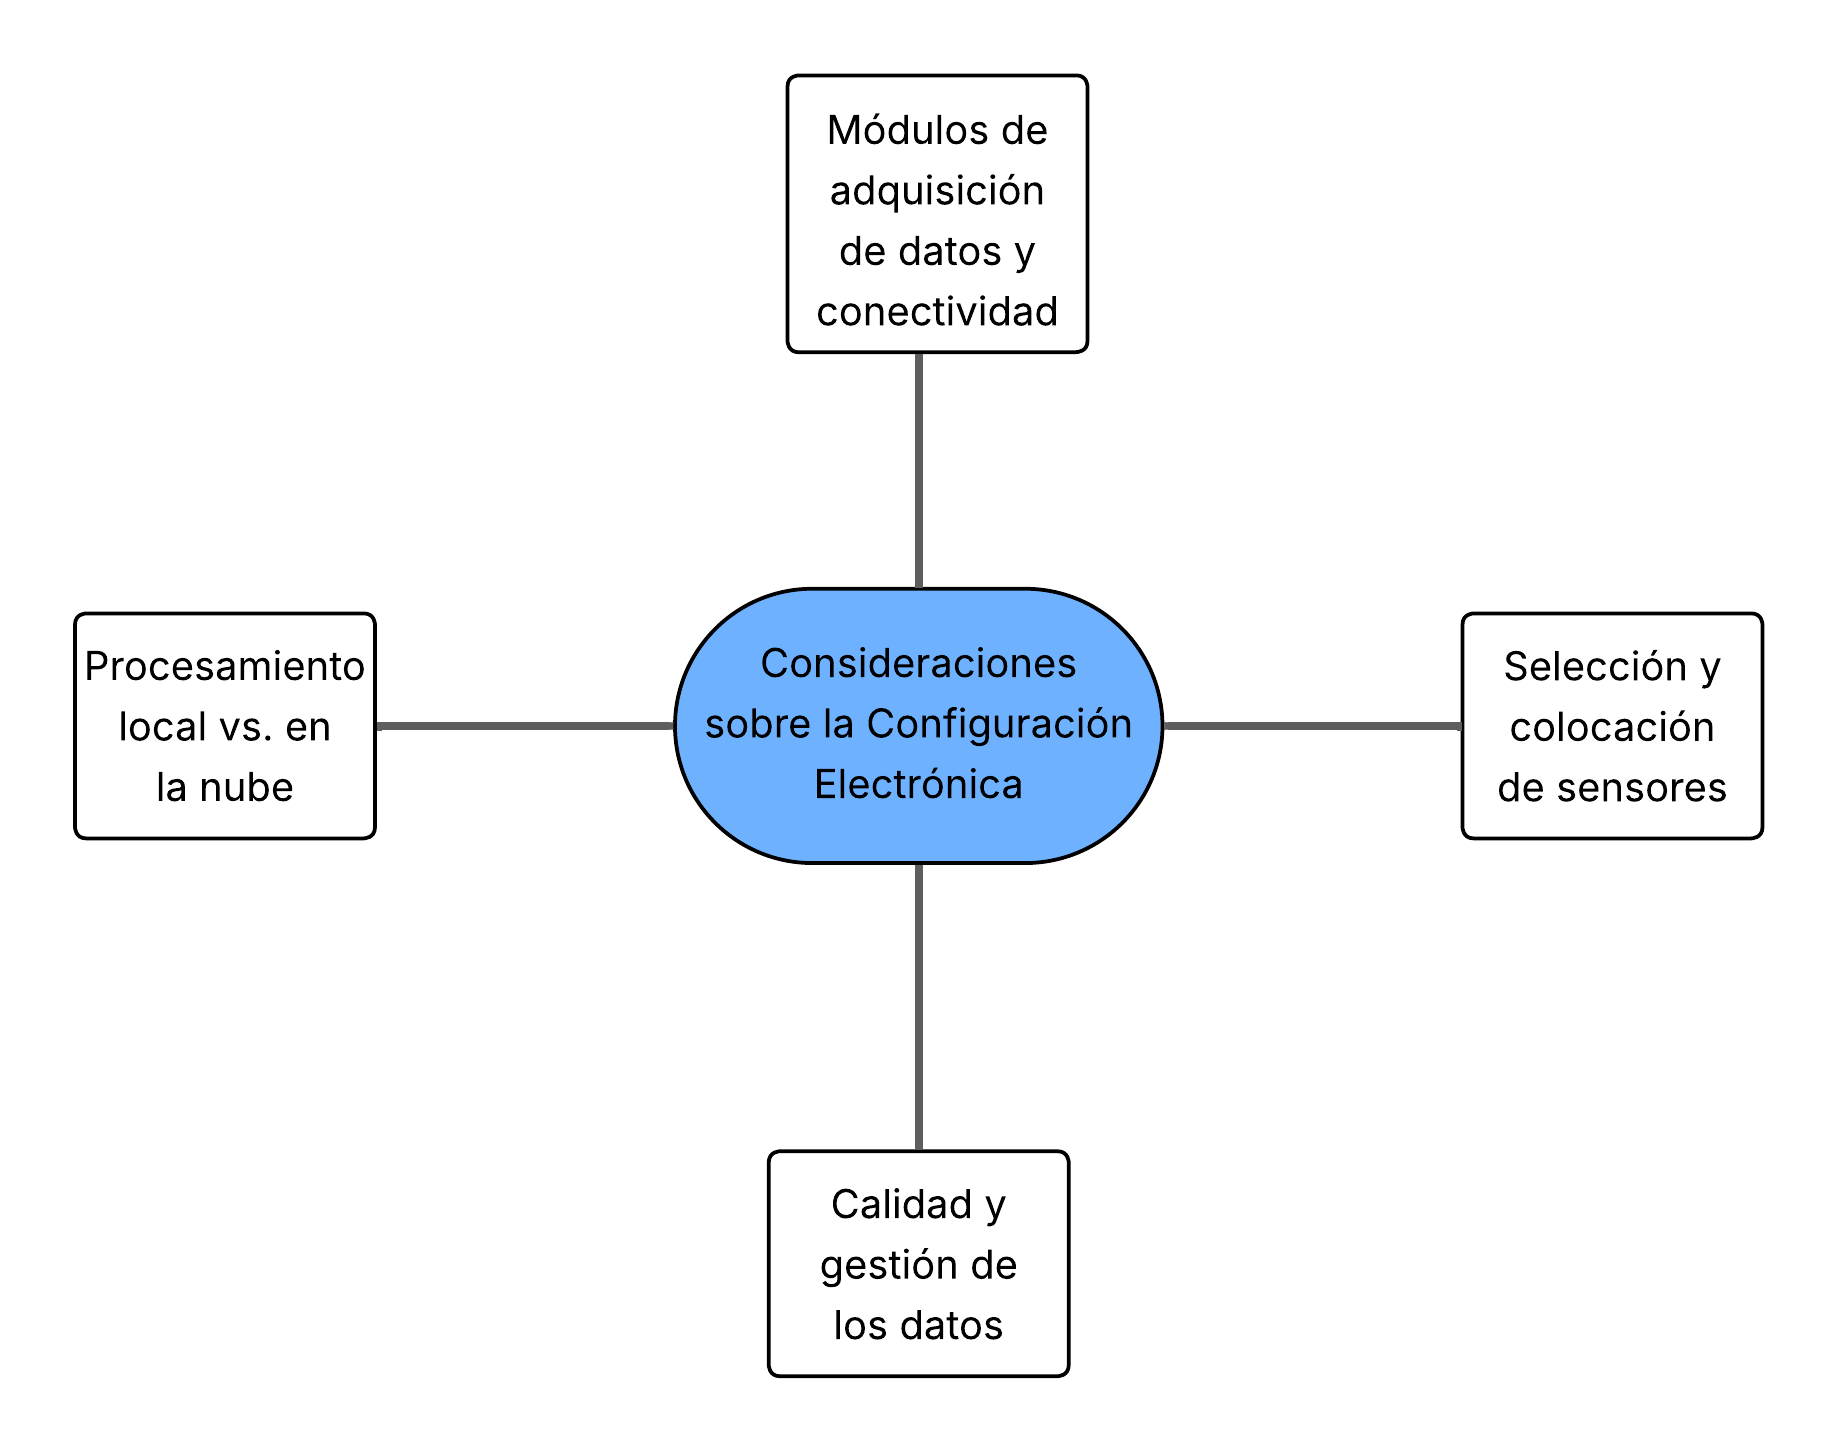 Módulos de
adquisición
de datos y
conectividad
Procesamiento
local vs. en
la nube
Consideraciones
sobre la Configuración
Electrónica
Selección y
colocación
de sensores
Calidad y
gestión de
los datos